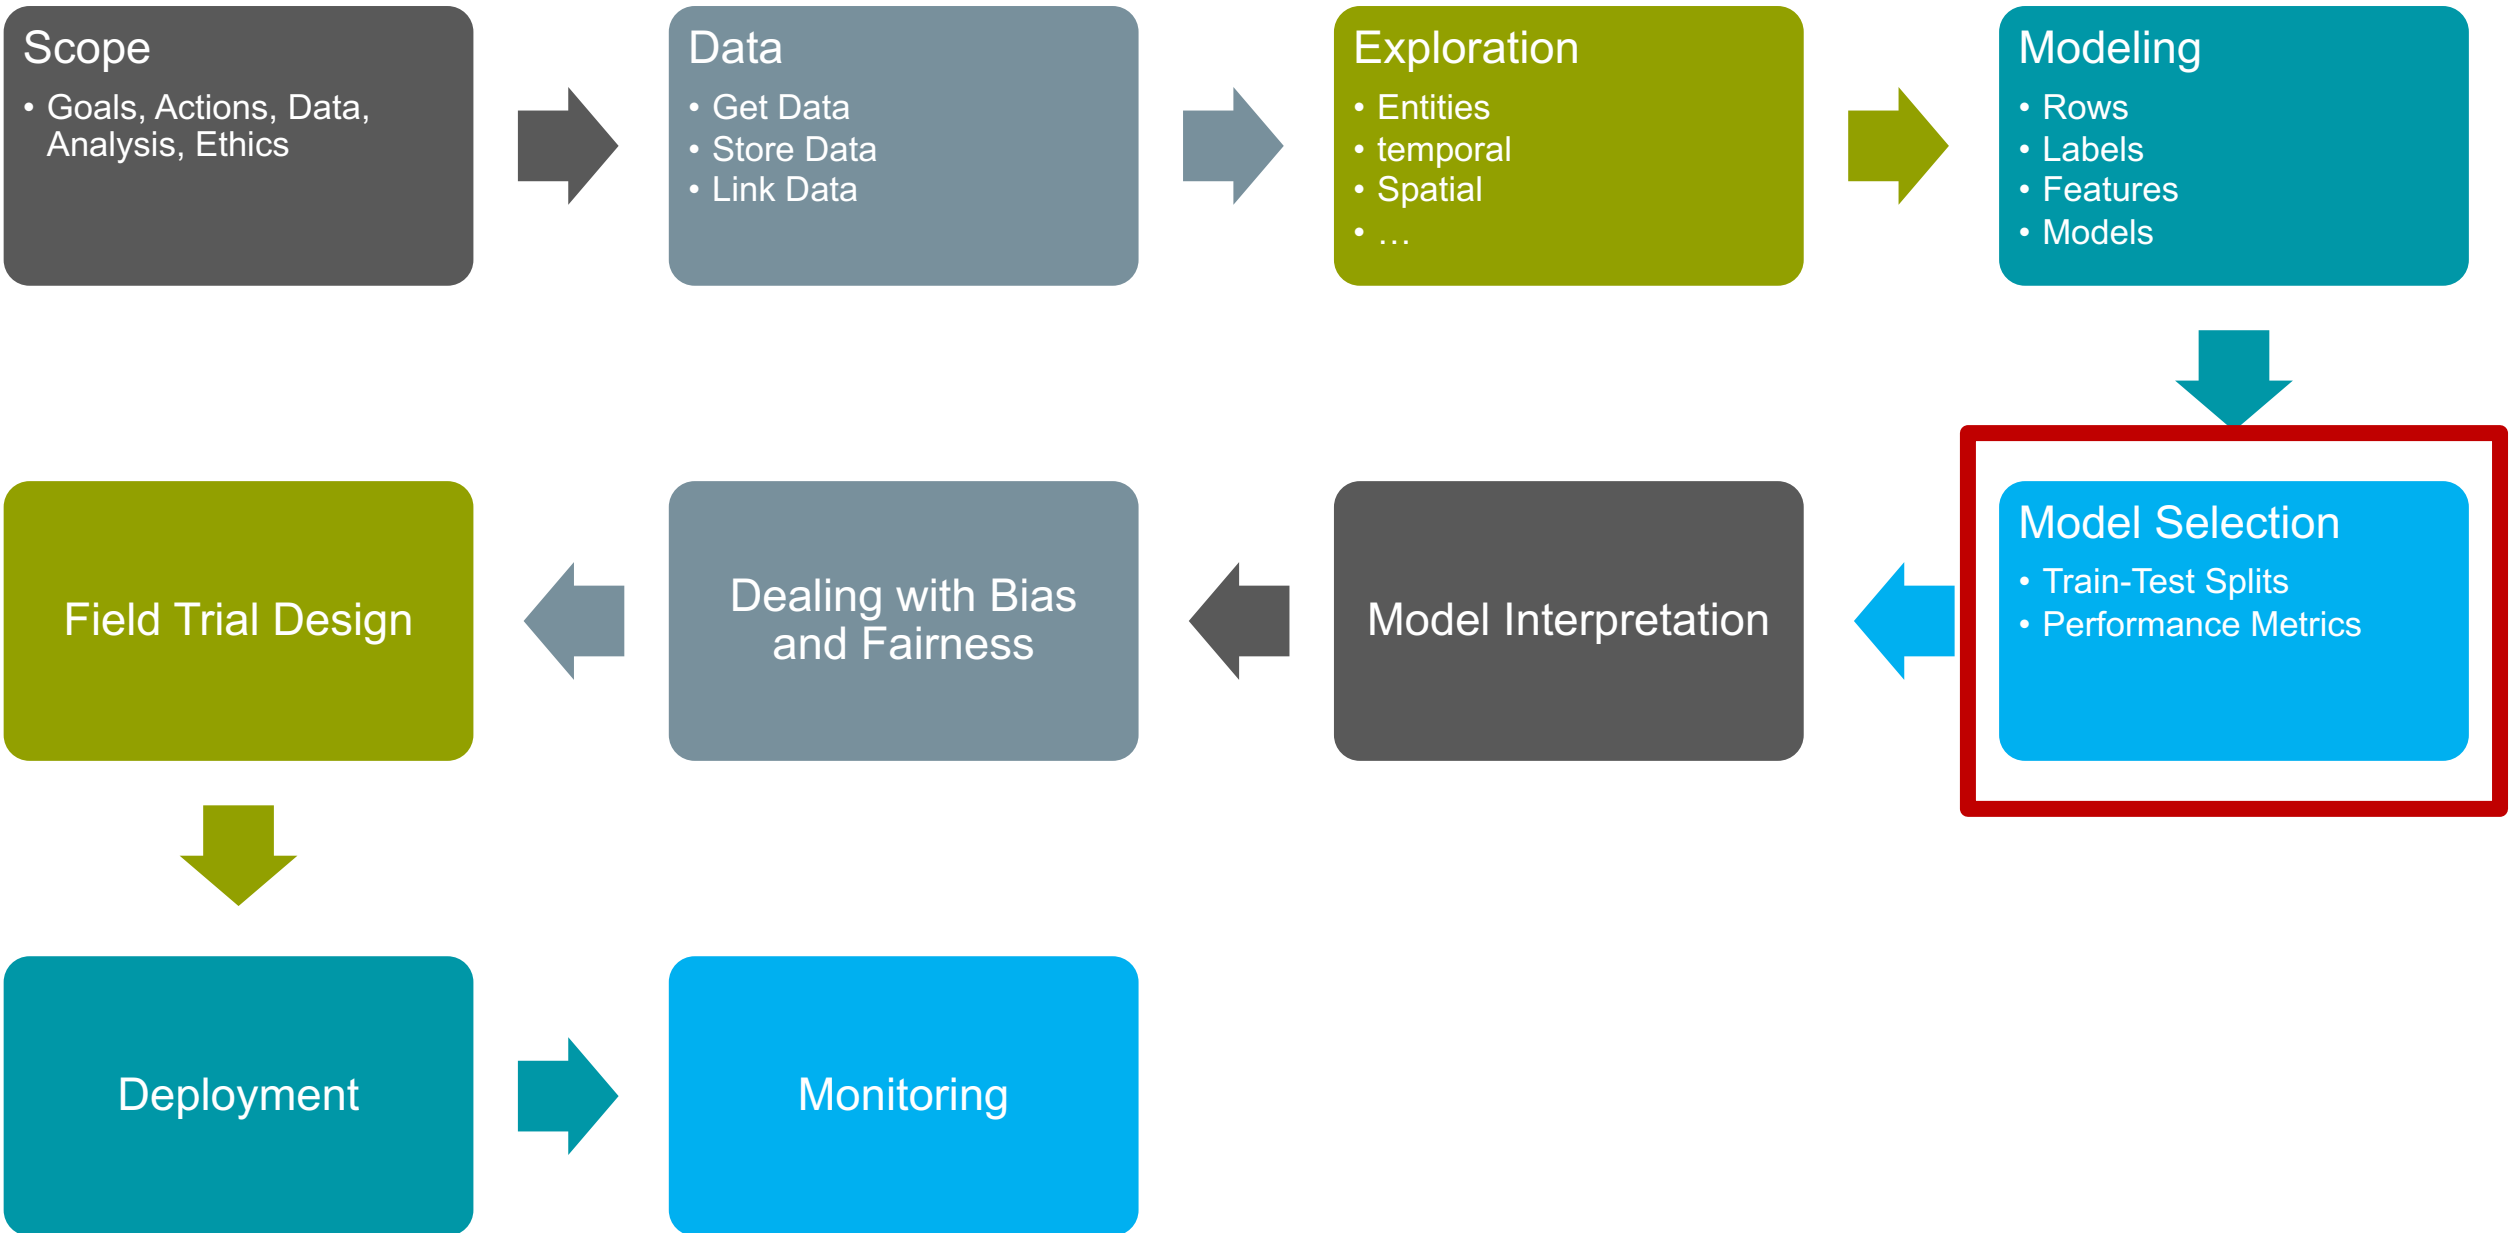 Scope
• Goals, Actions, Data,
Analysis, Ethics
Data
• Get Data
• Store Data
• Link Data
Exploration
• Entities
• temporal
• Spatial
• …
Modeling
• Rows
• Labels
• Features
• Models
Model Selection
• Train-Test Splits
• Performance Metrics
Model Interpretation
Dealing with Bias
and Fairness
Field Trial Design
Deployment
Monitoring